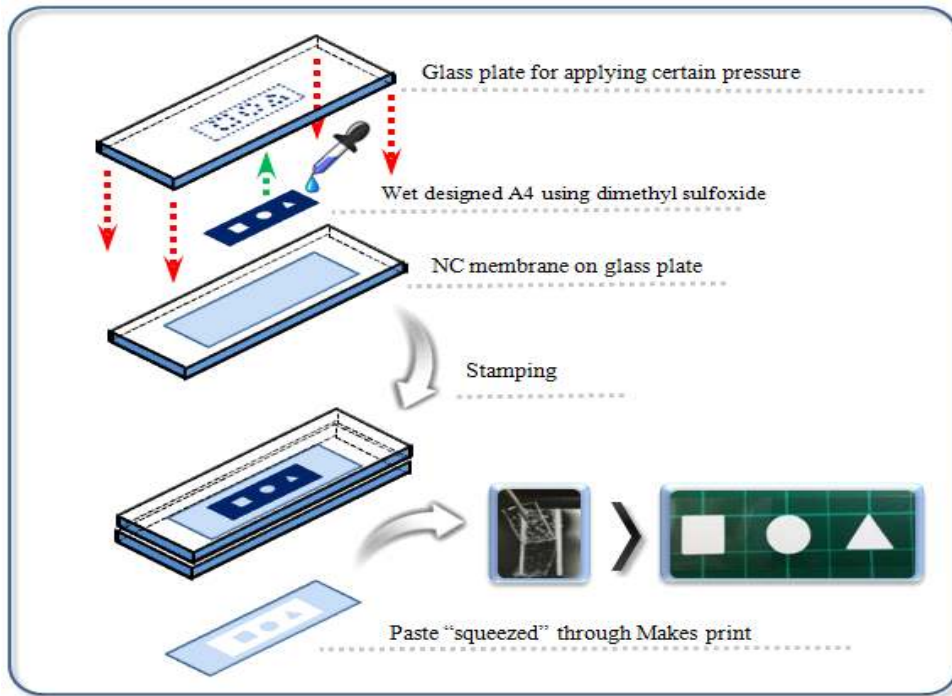 Glass plate for applying certain pressure
Wet designed A4 using dimethyl sulfoxide
NC membrane on glass plate
Stamping
Paste “squeezed” through Makes print